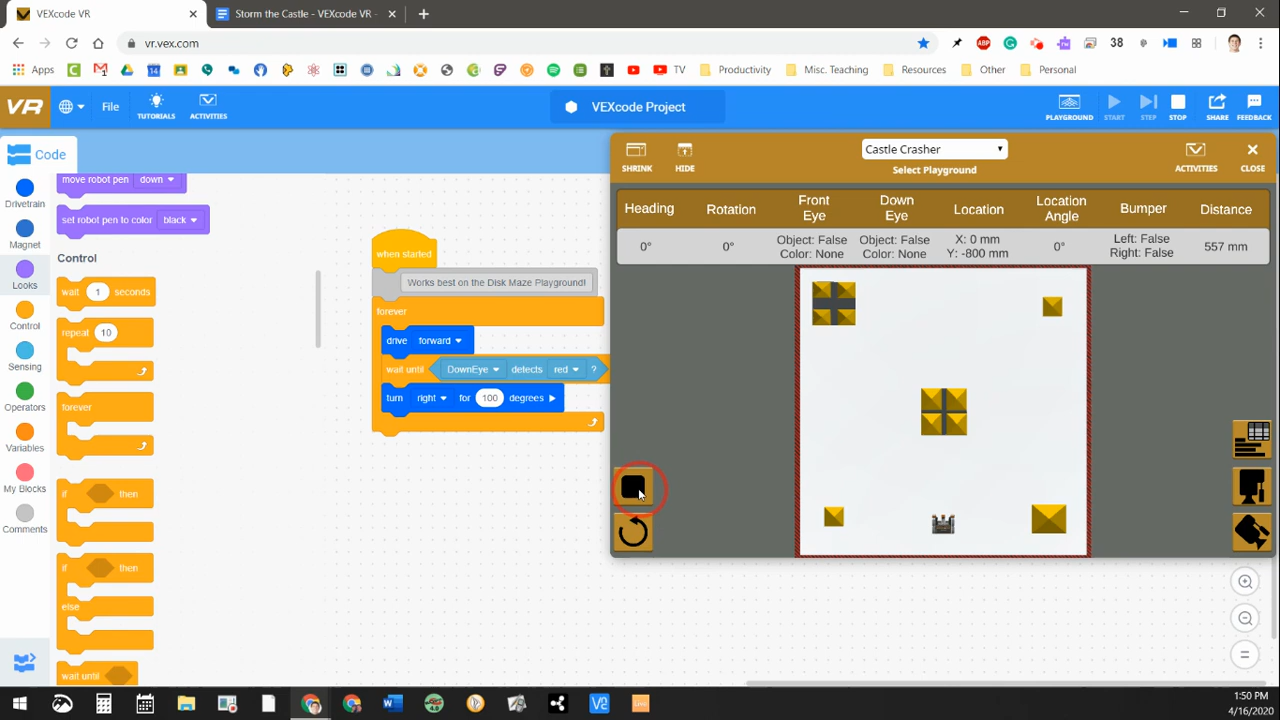 VEXcode VR
Storm the Castle - VEXcode VR -
vr.vex.com
ABP
38
Apps
TV
Productivity
Misc. Teaching
Resources
Other
Personal
VR
File
TUTORIALS
ACTIVITIES
VEXcode Project
PLAYGROUND
START
STEP
STOP
SHARE
FEEDBACK
Code
SHRINK
HIDE
Castle Crasher
Select Playground
ACTIVITIES
CLOSE
Heading
Rotation
Front Eye
Down Eye
Location
Location Angle
Bumper
Distance
0°
0°
Object: False
Color: None
Object: False
Color: None
X: 0 mm
Y: -800 mm
0°
Left: False
Right: False
557 mm
Drivetrain
Magnet
Looks
Control
Sensing
Operators
Variables
My Blocks
Comments
move robot pen down
set robot pen to color black
Control
wait 1 seconds
repeat 10
forever
if then
if then
else
wait until
when started
Works best on the Disk Maze Playground!
forever
drive forward
wait until DownEye detects red ?
turn right for 100 degrees
1:50 PM
4/16/2020